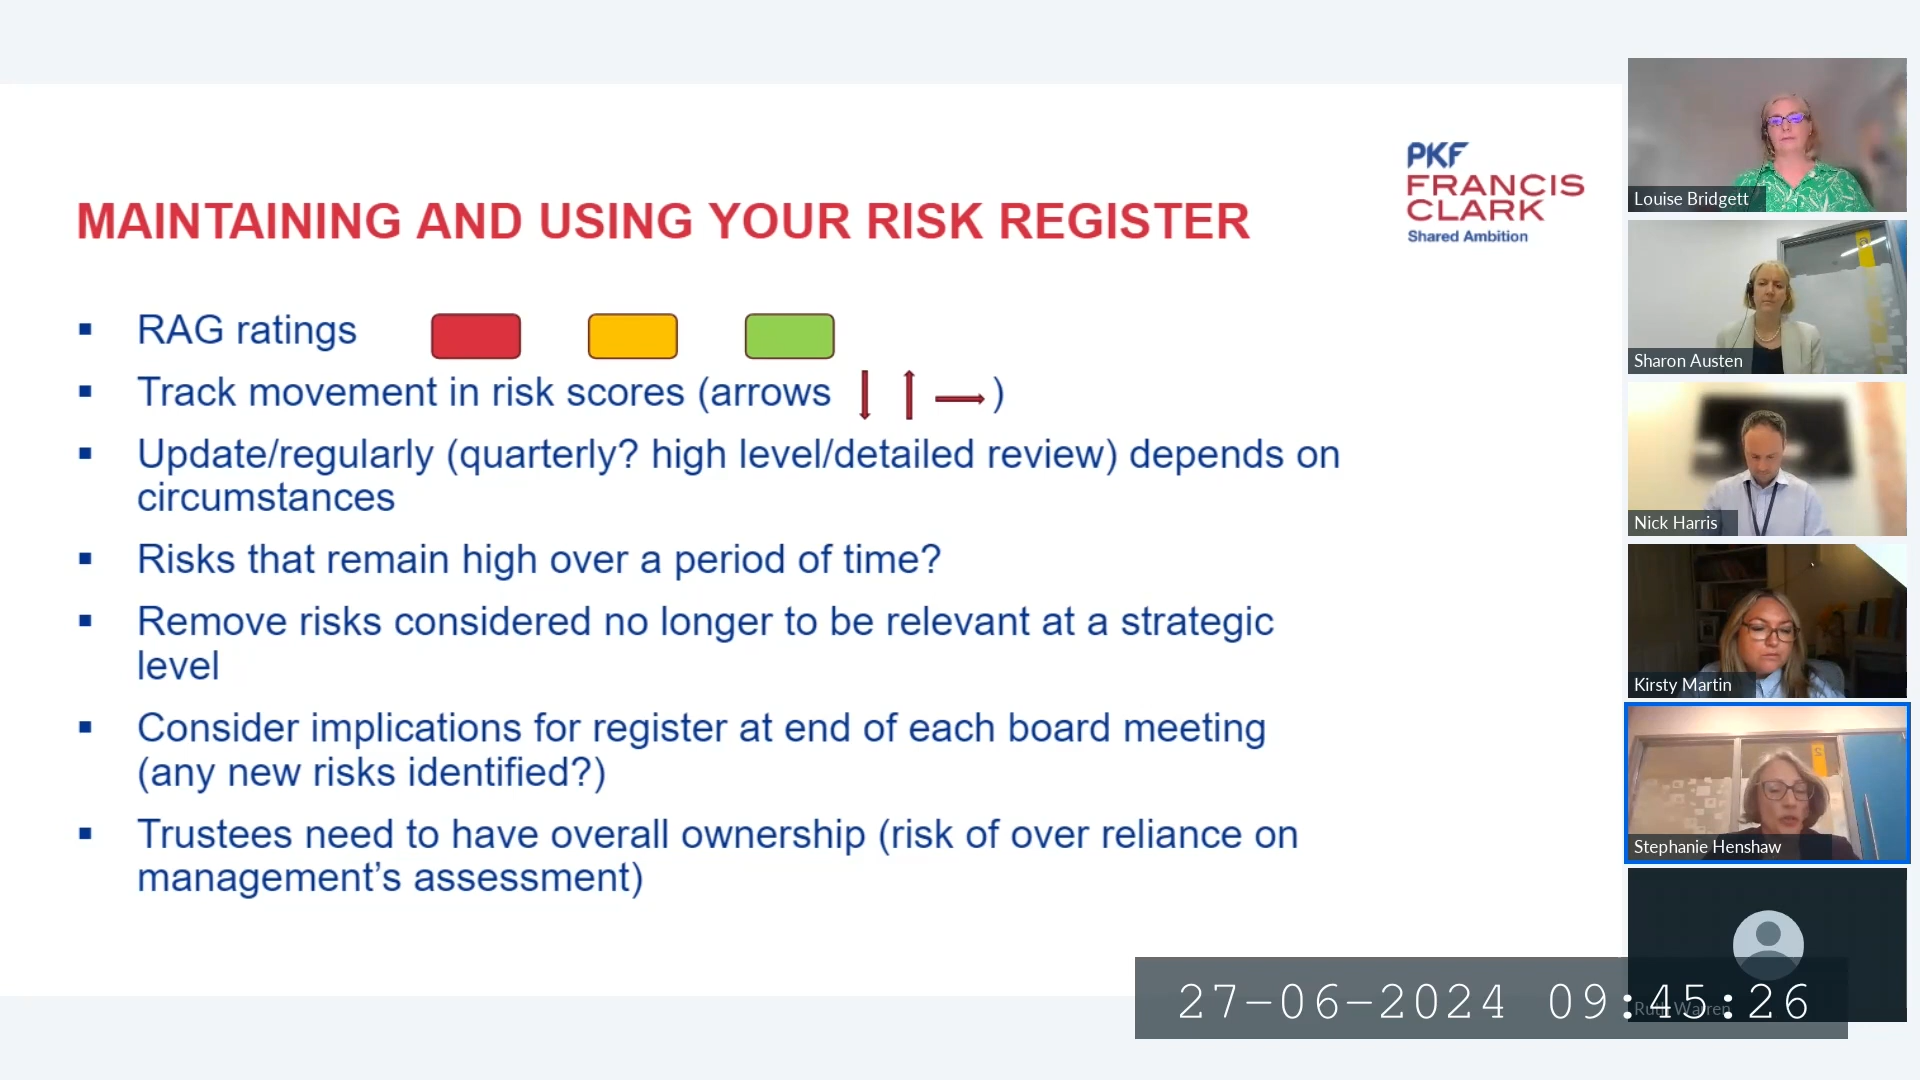 PKF
FRANCIS
CLARK
Shared Ambition
MAINTAINING AND USING YOUR RISK REGISTER
▪ RAG ratings
▪ Track movement in risk scores (arrows ↓ ↑ → )
▪ Update/regularly (quarterly? high level/detailed review) depends on
circumstances
▪ Risks that remain high over a period of time?
▪ Remove risks considered no longer to be relevant at a strategic
level
▪ Consider implications for register at end of each board meeting
(any new risks identified?)
▪ Trustees need to have overall ownership (risk of over reliance on
management’s assessment)
Louise Bridgett
Sharon Austen
Nick Harris
Kirsty Martin
Stephanie Henshaw
Ruth Warren
27-06-2024 09:45:26